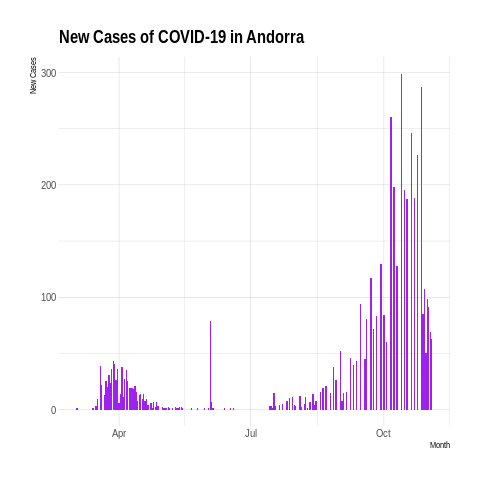 New Cases of COVID-19 in Andorra
New Cases
300
200
100
0
Apr
Jul
Oct
Month